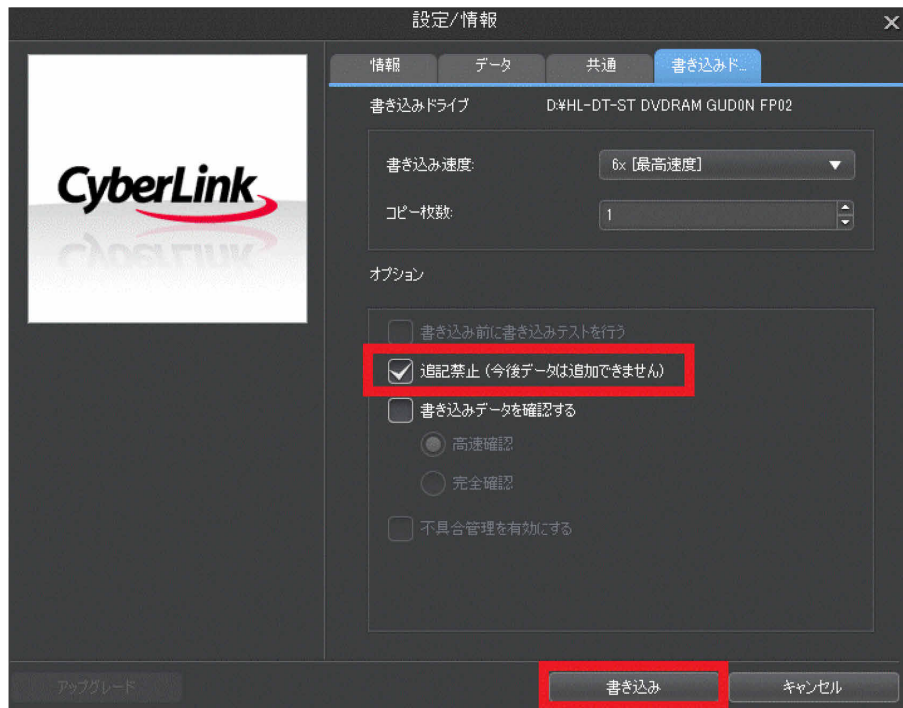 設定/情報
CyberLink
情報 データ 共通 書き込みド...
書き込みドライブ D:¥HL-DT-ST DVDRAM GUD0N FP02
書き込み速度: 6x [最高速度]
コピー枚数: 1
オプション
書き込み前に書き込みテストを行う
追記禁止 (今後データは追加できません)
書き込みデータを確認する
高速確認
完全確認
不具合管理を有効にする
アップグレード 書き込み キャンセル